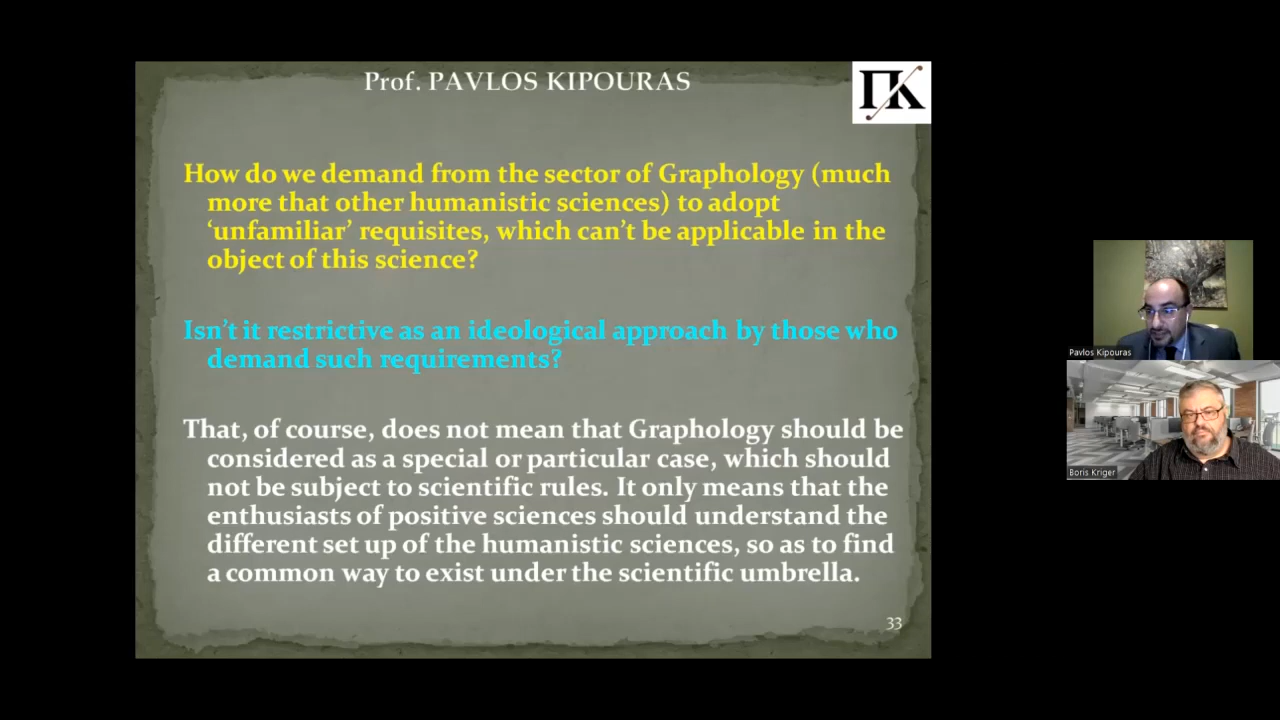 Prof. PAVLOS KIPOURAS
ΠΚ
How do we demand from the sector of Graphology (much
more that other humanistic sciences) to adopt
‘unfamiliar’ requisites, which can’t be applicable in the
object of this science?
Isn’t it restrictive as an ideological approach by those who
demand such requirements?
That, of course, does not mean that Graphology should be
considered as a special or particular case, which should
not be subject to scientific rules. It only means that the
enthusiasts of positive sciences should understand the
different set up of the humanistic sciences, so as to find
a common way to exist under the scientific umbrella.
33
Pavlos Kipouras
Boris Kriger